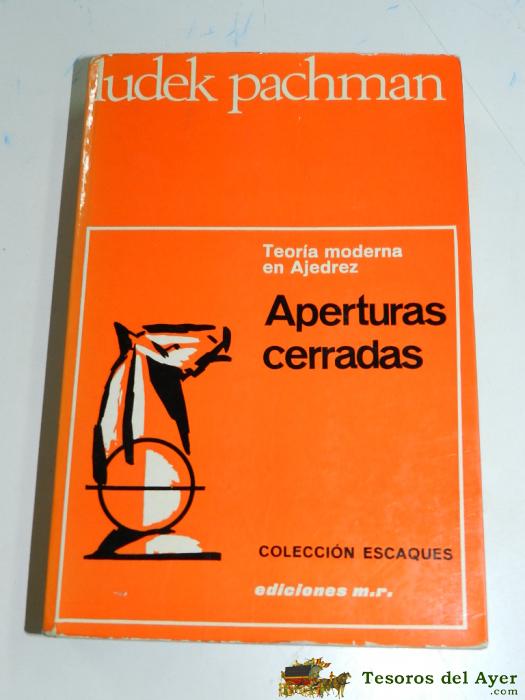 ludek pachman
Teoría moderna
en Ajedrez
Aperturas
cerradas
COLECCIÓN ESCAQUES
ediciones m.r.
Tesoros del Ayer
.com